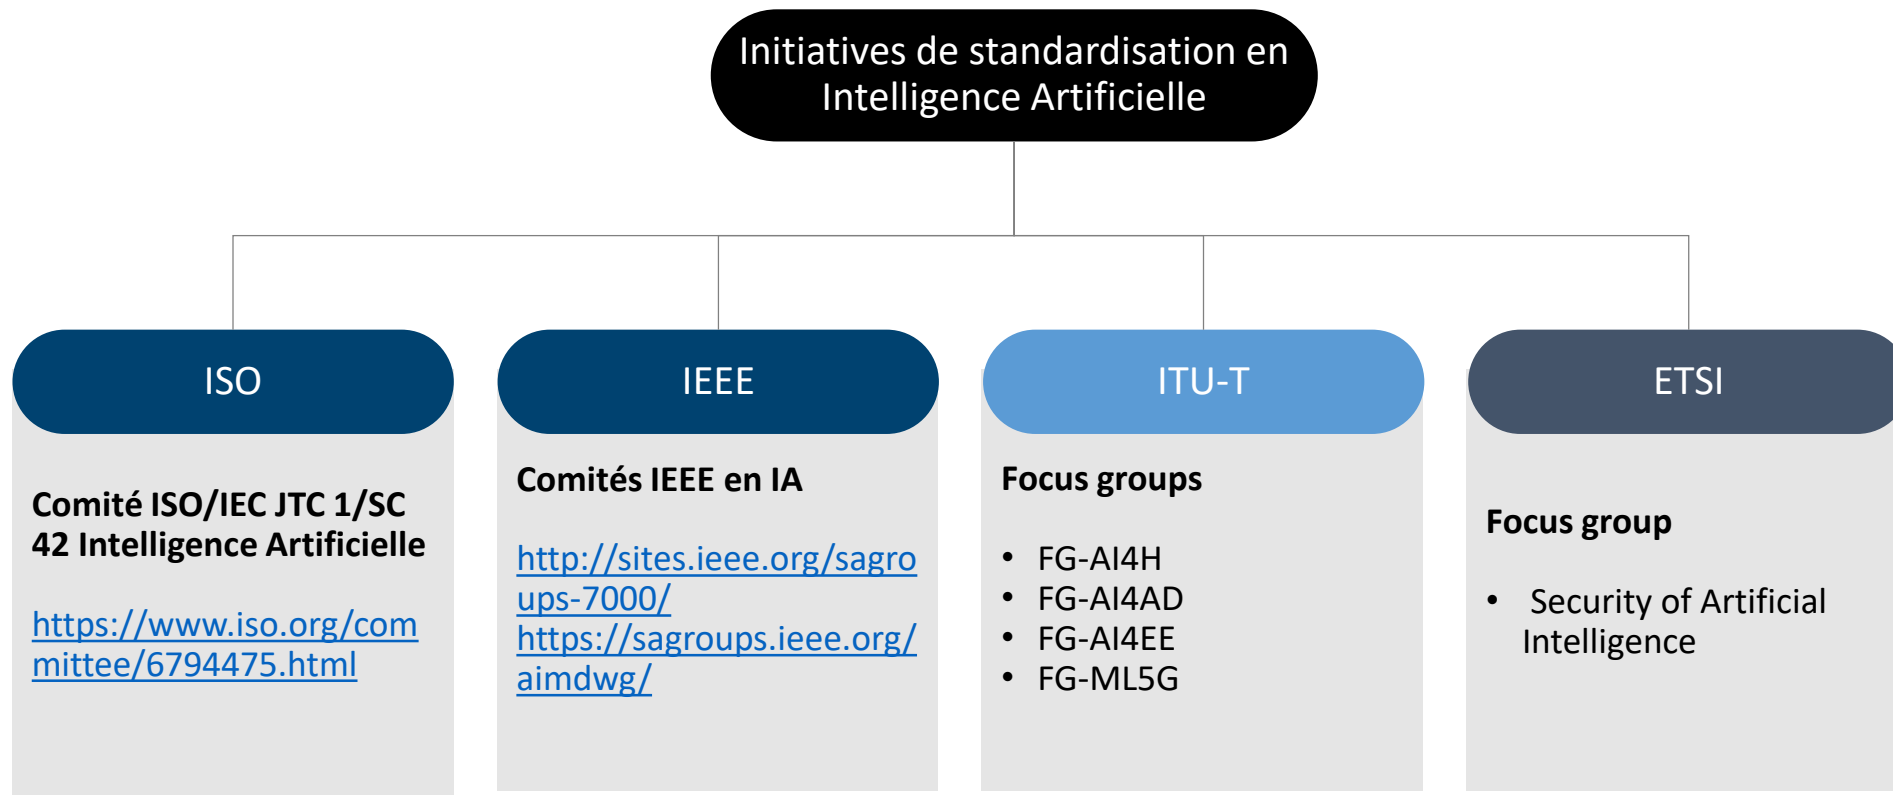 Initiatives de standardisation en
Intelligence Artificielle
ISO
Comité ISO/IEC JTC 1/SC
42 Intelligence Artificielle
https://www.iso.org/com
mittee/6794475.html
IEEE
Comités IEEE en IA
http://sites.ieee.org/sagro
ups-7000/
https://sagroups.ieee.org/
aimdwg/
ITU-T
Focus groups
• FG-AI4H
• FG-AI4AD
• FG-AI4EE
• FG-ML5G
ETSI
Focus group
• Security of Artificial
Intelligence